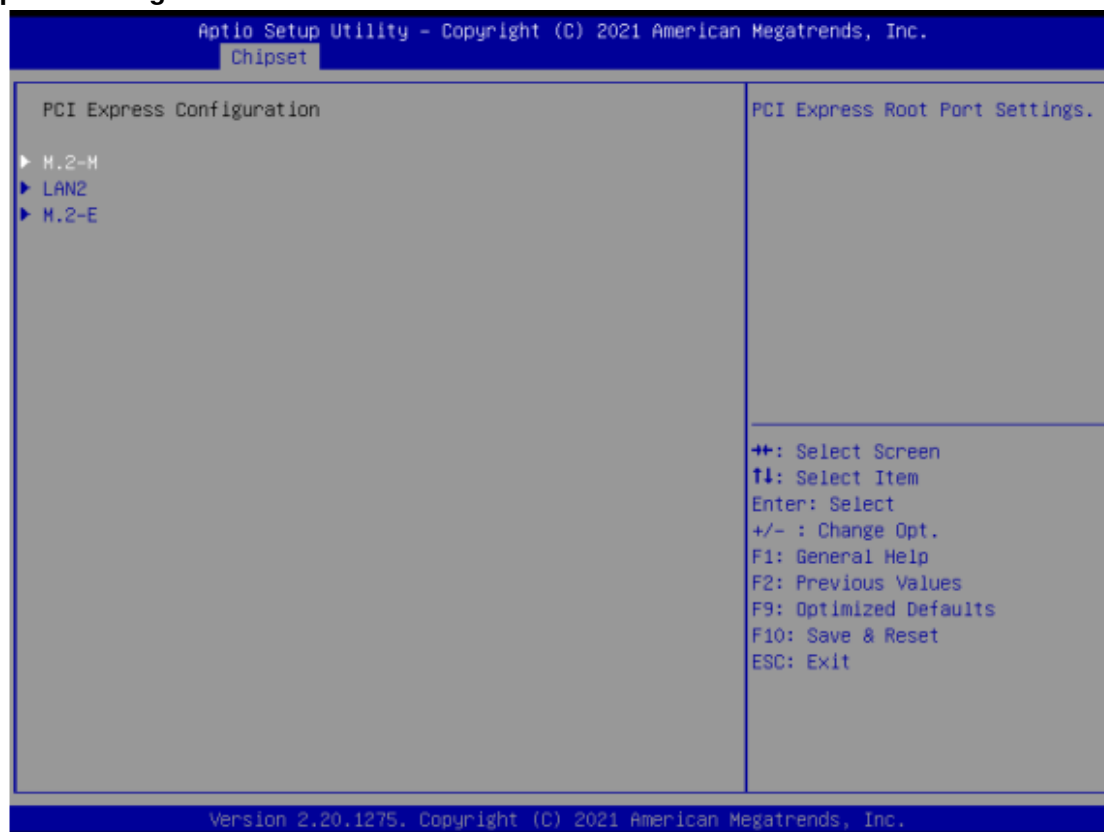 Aptio Setup Utility – Copyright (C) 2021 American Megatrends, Inc.
Chipset
PCI Express Configuration
▶ M.2-M
▶ LAN2
▶ M.2-E
PCI Express Root Port Settings.
→←: Select Screen
↑↓: Select Item
Enter: Select
+/- : Change Opt.
F1: General Help
F2: Previous Values
F9: Optimized Defaults
F10: Save & Reset
ESC: Exit
Version 2.20.1275. Copyright (C) 2021 American Megatrends, Inc.